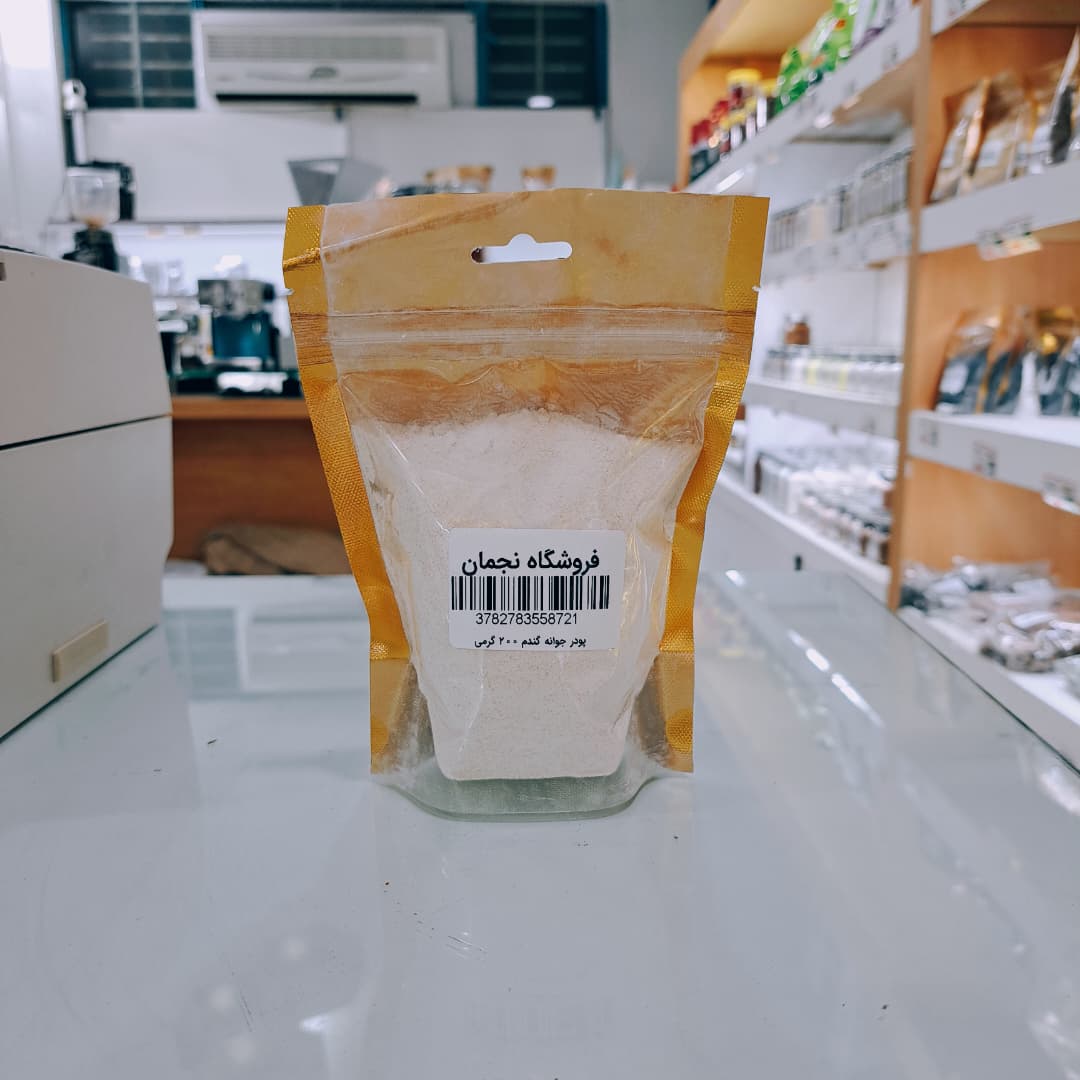 فروشگاه نجمان
3782783558721
پودر جوانه گندم ۲۰۰ گرمی